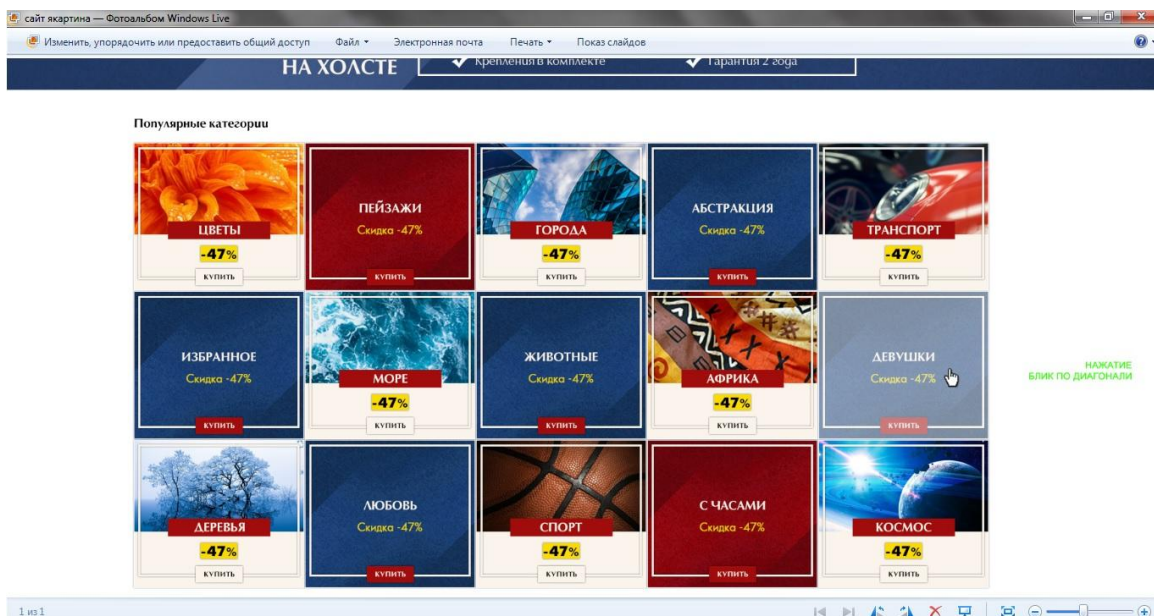 сайт якартина — Фотоальбом Windows Live
Изменить, упорядочить или предоставить общий доступ Файл Электронная почта Печать Показ слайдов
НА ХОЛСТЕ
Крепления в комплекте Гарантия 2 года
Популярные категории
ЦВЕТЫ
-47%
КУПИТЬ
ПЕЙЗАЖИ
Скидка -47%
КУПИТЬ
ГОРОДА
-47%
КУПИТЬ
АБСТРАКЦИЯ
Скидка -47%
КУПИТЬ
ТРАНСПОРТ
-47%
КУПИТЬ
ИЗБРАННОЕ
Скидка -47%
КУПИТЬ
МОРЕ
-47%
КУПИТЬ
ЖИВОТНЫЕ
Скидка -47%
КУПИТЬ
АФРИКА
-47%
КУПИТЬ
ДЕВУШКИ
Скидка -47%
КУПИТЬ
НАЖАТИЕ
БЛИК ПО ДИАГОНАЛИ
ДЕРЕВЬЯ
-47%
КУПИТЬ
ЛЮБОВЬ
Скидка -47%
КУПИТЬ
СПОРТ
-47%
КУПИТЬ
С ЧАСАМИ
Скидка -47%
КУПИТЬ
КОСМОС
-47%
КУПИТЬ
1 из 1